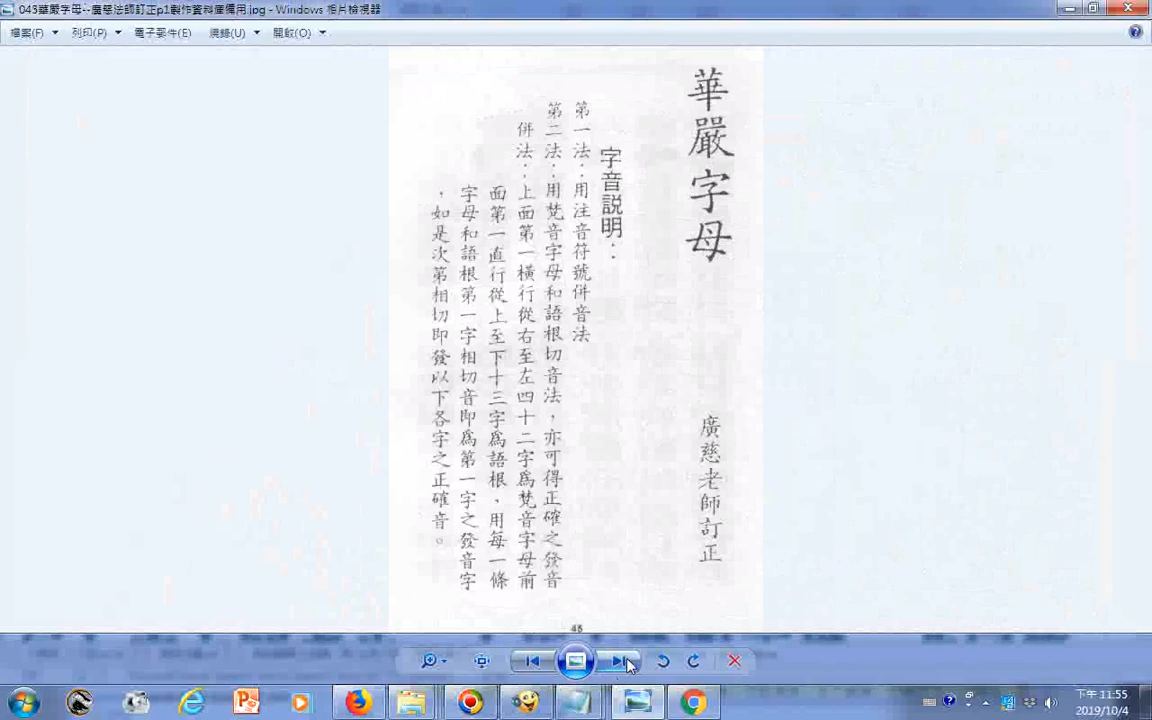 043華嚴字母--廣慈法師訂正p1製作資料庫備用.jpg - Windows 相片檢視器
檔案(F) 列印(P) 電子郵件(E) 燒錄(U) 開啟(O)
華嚴字母 廣慈老師訂正
字音説明：
第一法：用注音符號併音法
第二法：用梵音字母和語根切音法，亦可得正確之發音
併法：上面第一橫行從右至左四十二字爲梵音字母前
面第一直行從上至下十三字爲語根、用每一條
字母和語根第一字相切音即爲第一字之發音字
，如是次第相切即發以下各字之正確音。
45
下午 11:55
2019/10/4